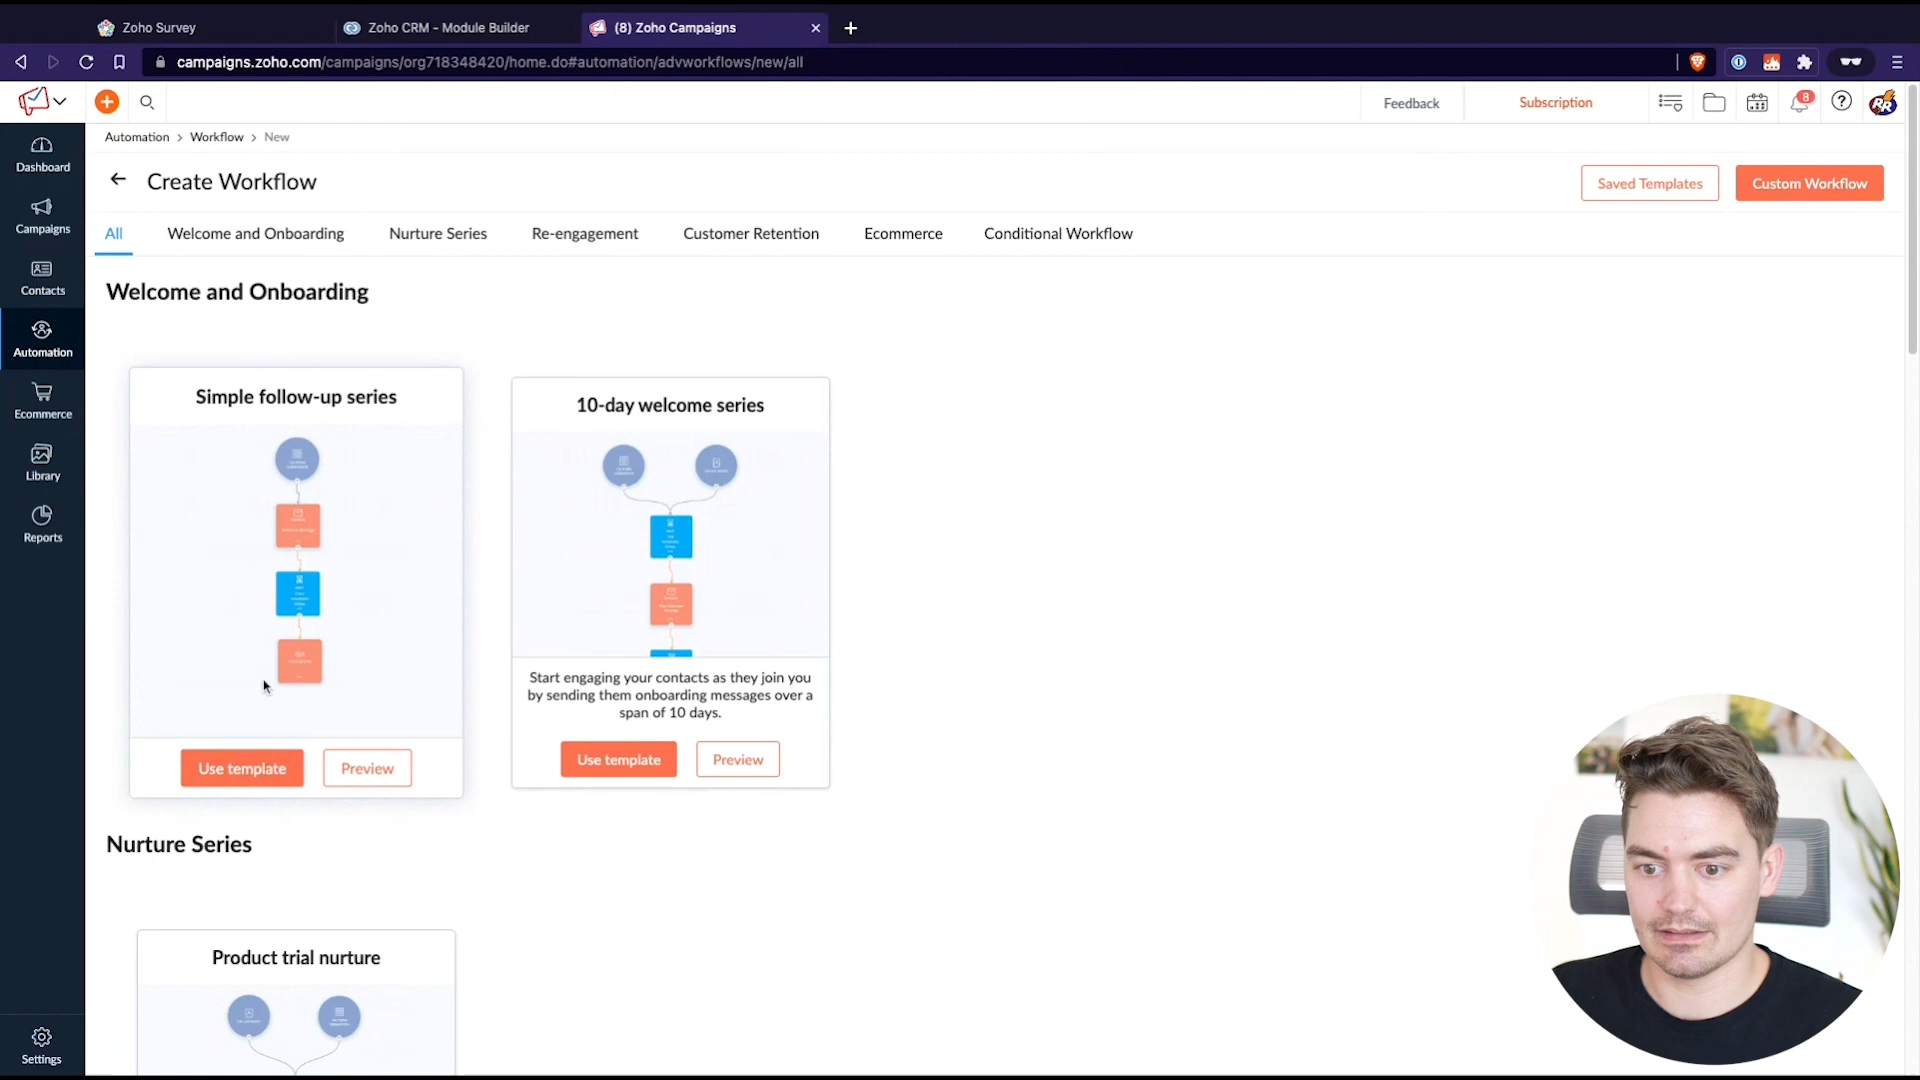 Zoho Survey
Zoho CRM - Module Builder
(8) Zoho Campaigns
campaigns.zoho.com/campaigns/org718348420/home.do#automation/advworkflows/new/all
Feedback
Subscription
8
RR
Automation > Workflow > New
Create Workflow
Saved Templates
Custom Workflow
Dashboard
Campaigns
Contacts
Automation
Ecommerce
Library
Reports
Settings
All
Welcome and Onboarding
Nurture Series
Re-engagement
Customer Retention
Ecommerce
Conditional Workflow
Welcome and Onboarding
Simple follow-up series
Use template
Preview
10-day welcome series
Start engaging your contacts as they join you
by sending them onboarding messages over a
span of 10 days.
Use template
Preview
Nurture Series
Product trial nurture